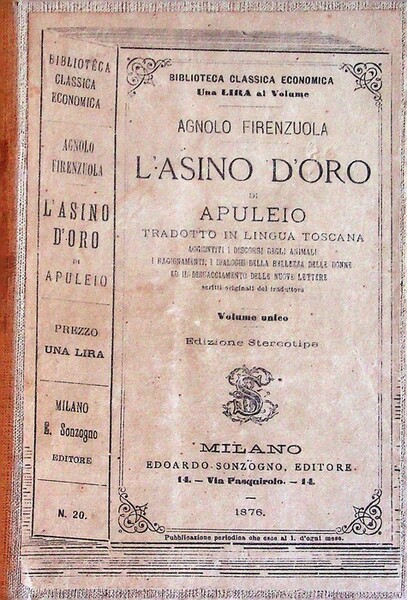 BIBLIOTECA
CLASSICA
ECONOMICA
AGNOLO
FIRENZUOLA
L'ASINO
D'ORO
DI
APULEIO
PREZZO
UNA LIRA
MILANO
E. Sonzogno
EDITORE
N. 20.
BIBLIOTECA CLASSICA ECONOMICA
Una LIRA al Volume
AGNOLO FIRENZUOLA
L'ASINO D'ORO
DI
APULEIO
TRADOTTO IN LINGUA TOSCANA
AGGIUNTIVI I DISCORSI DEGLI ANIMALI
I RAGIONAMENTI, I DIALOGHI DELLA BELLEZZA DELLE DONNE
ED IL DISCACCIAMENTO DELLE NUOVE LETTERE
scritti originali del traduttore
Volume unico
Edizione Stereotipa
MILANO
EDOARDO SONZOGNO, EDITORE
14. — Via Pasquirolo. — 14.
1876.
Pubblicazione periodica che esce al 1. d'ogni mese.